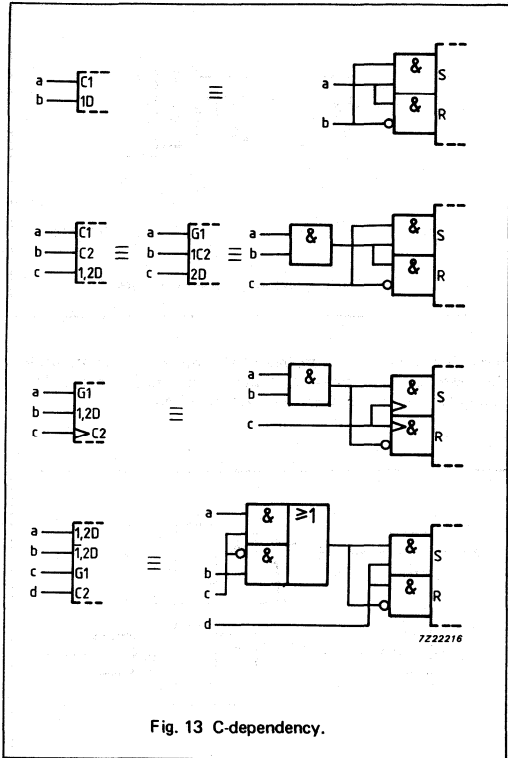 a C1
b 1D
≡
a
b
&
S
&
R
a C1
b C2
c 1,2D
≡
a G1
b 1C2
c 2D
≡
a
b
c
&
&
S
&
R
a G1
b 1,2D
c C2
≡
a
b
c
&
&
S
&
R
a 1,2D
b 1̅,2D
c G1
d C2
≡
a
b
c
d
&
≥1
&
&
S
&
R
7Z22216
Fig. 13 C-dependency.